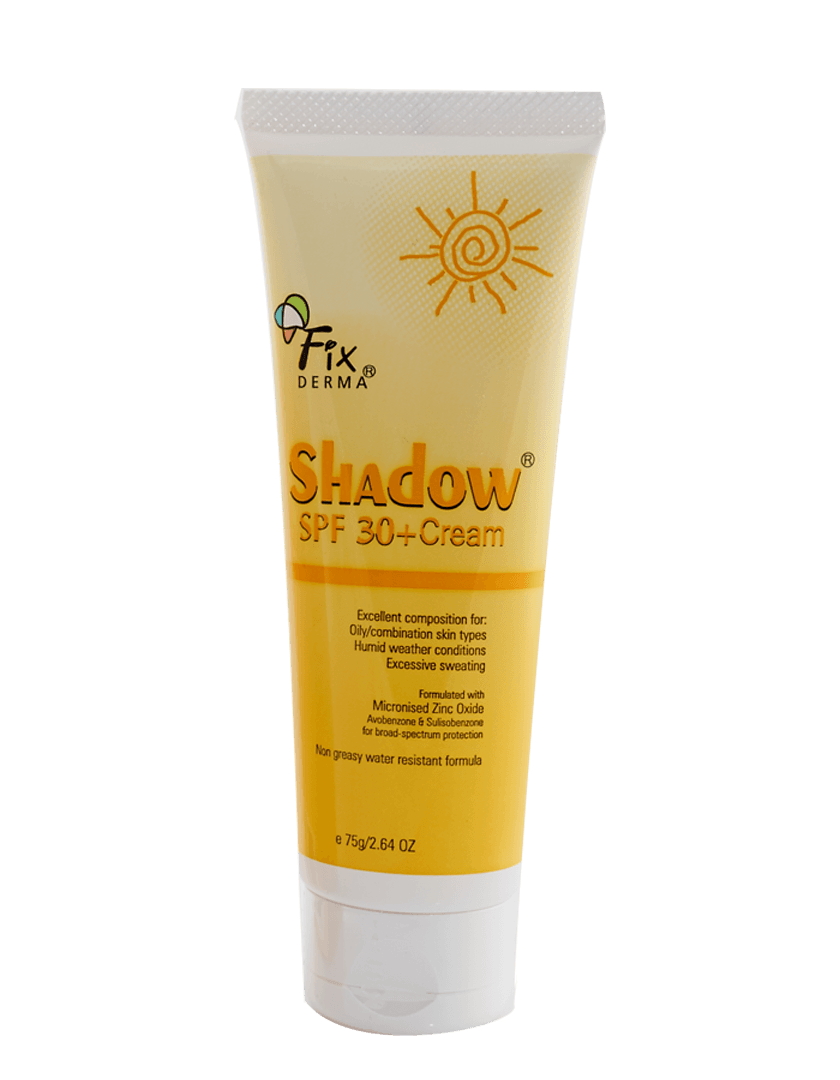 Fix
DERMA®
Shadow®
SPF 30+Cream
Excellent composition for:
Oily/combination skin types
Humid weather conditions
Excessive sweating
Formulated with
Micronised Zinc Oxide
Avobenzone & Sulisobenzone
for broad-spectrum protection
Non greasy water resistant formula
e 75g/2.64 OZ